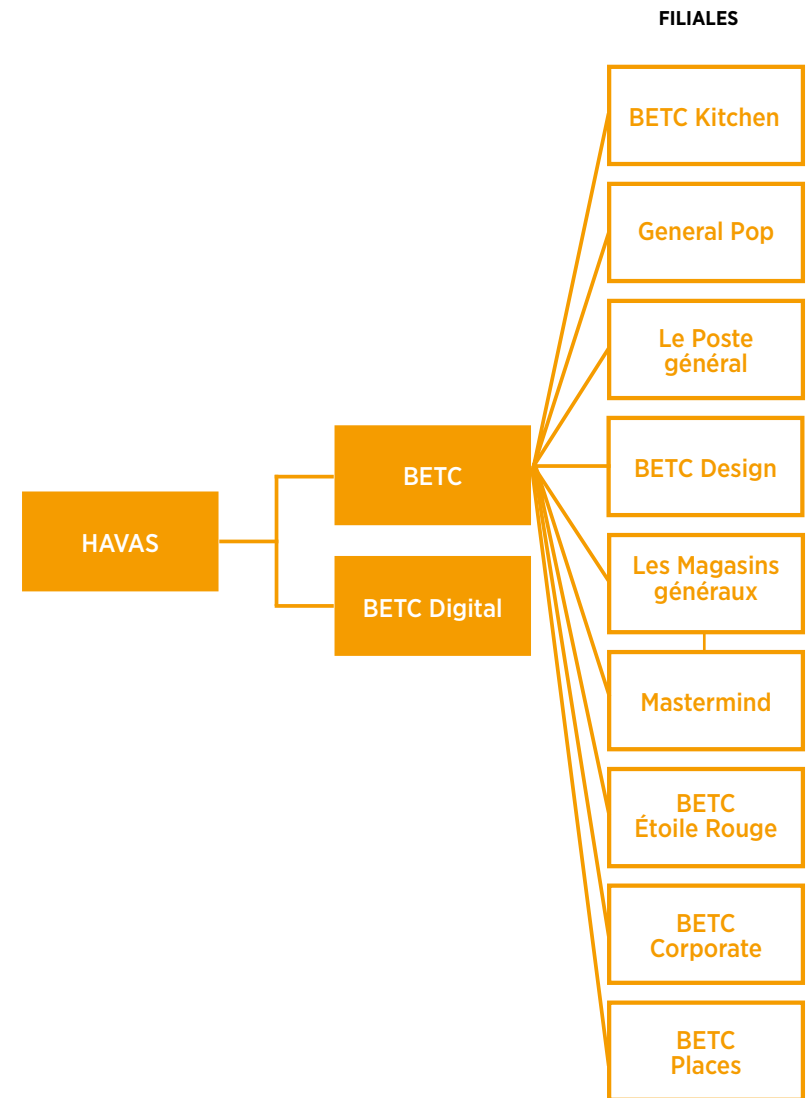 FILIALES
BETC Kitchen
General Pop
Le Poste
général
BETC
BETC Design
HAVAS
Les Magasins
généraux
BETC Digital
Mastermind
BETC
Étoile Rouge
BETC
Corporate
BETC
Places